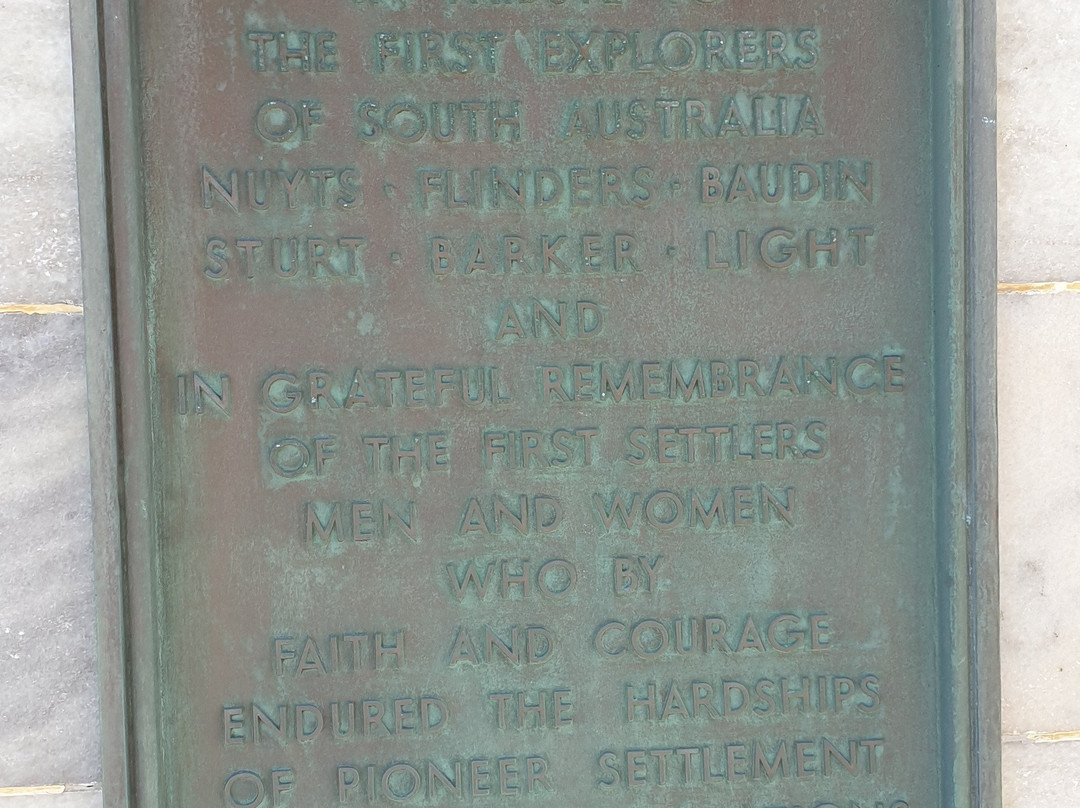 THE FIRST EXPLORERS
OF SOUTH AUSTRALIA
NUYTS · FLINDERS · BAUDIN
STURT · BARKER · LIGHT
AND
IN GRATEFUL REMEMBRANCE
OF THE FIRST SETTLERS
MEN AND WOMEN
WHO BY
FAITH AND COURAGE
ENDURED THE HARDSHIPS
OF PIONEER SETTLEMENT